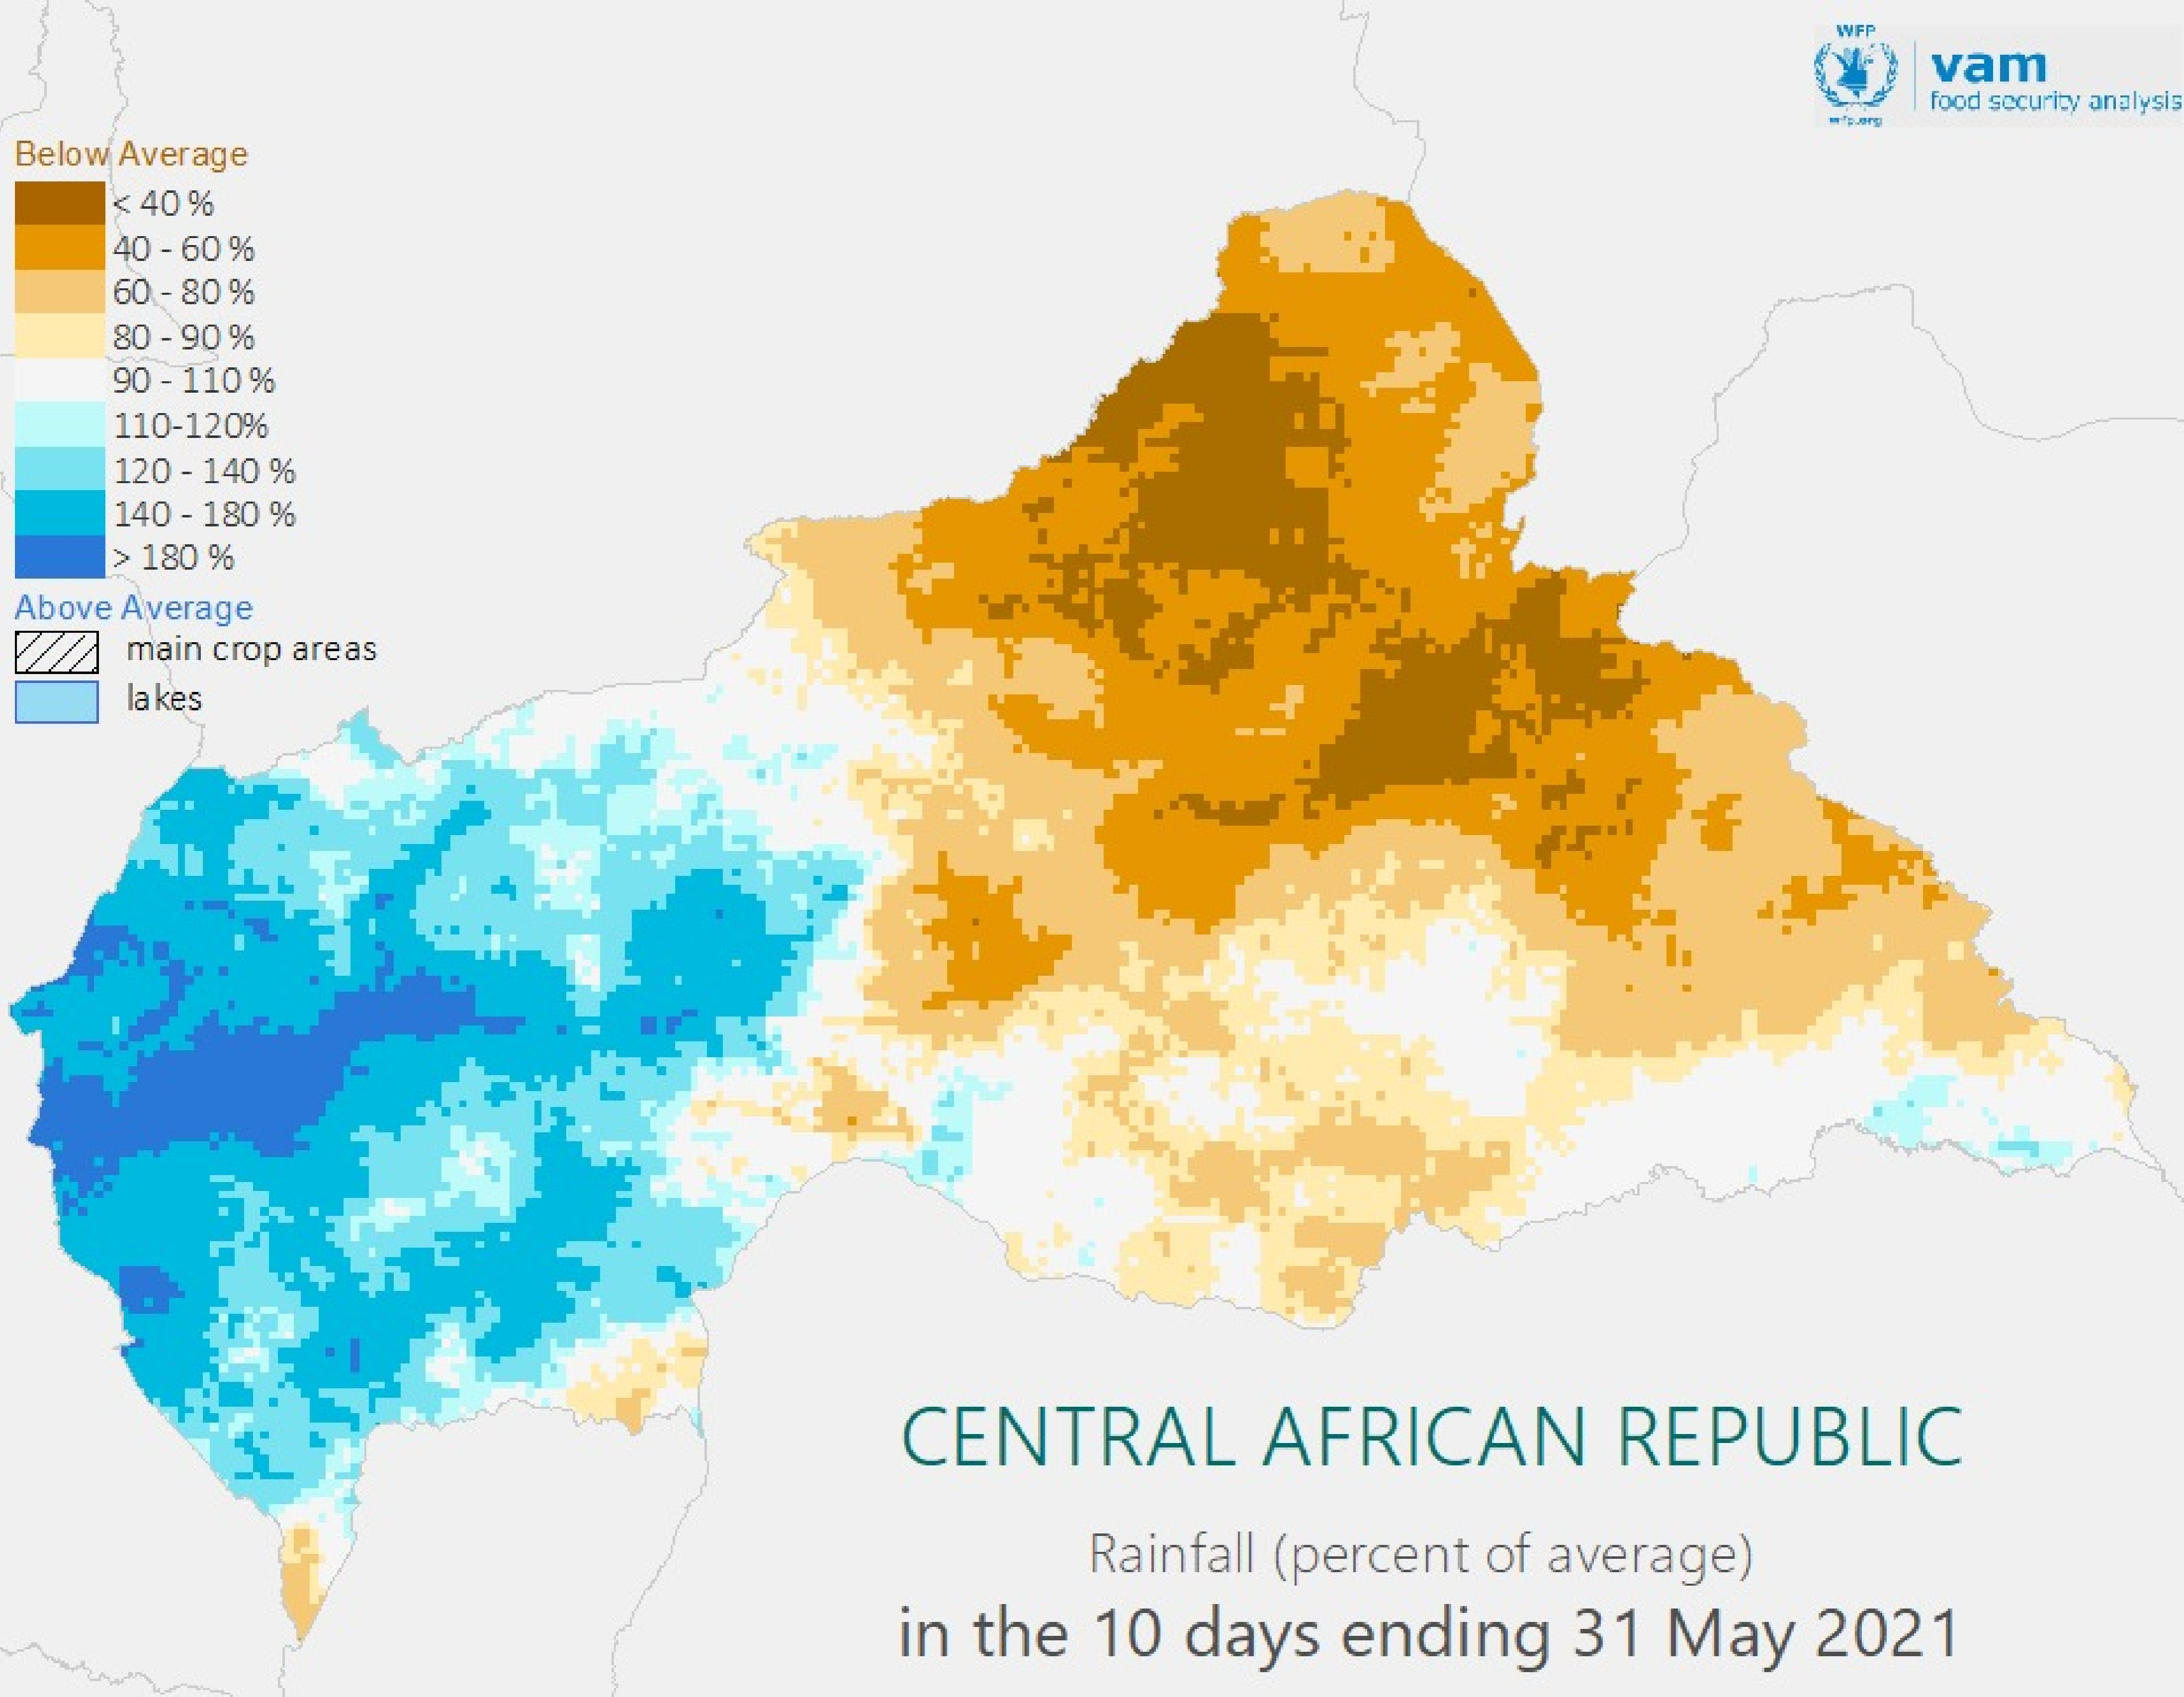 WFP
vam
food security analysis
wfp.org
Below Average
< 40 %
40 - 60 %
60 - 80 %
80 - 90 %
90 - 110 %
110-120%
120 - 140 %
140 - 180 %
> 180 %
Above Average
main crop areas
lakes
CENTRAL AFRICAN REPUBLIC
Rainfall (percent of average)
in the 10 days ending 31 May 2021